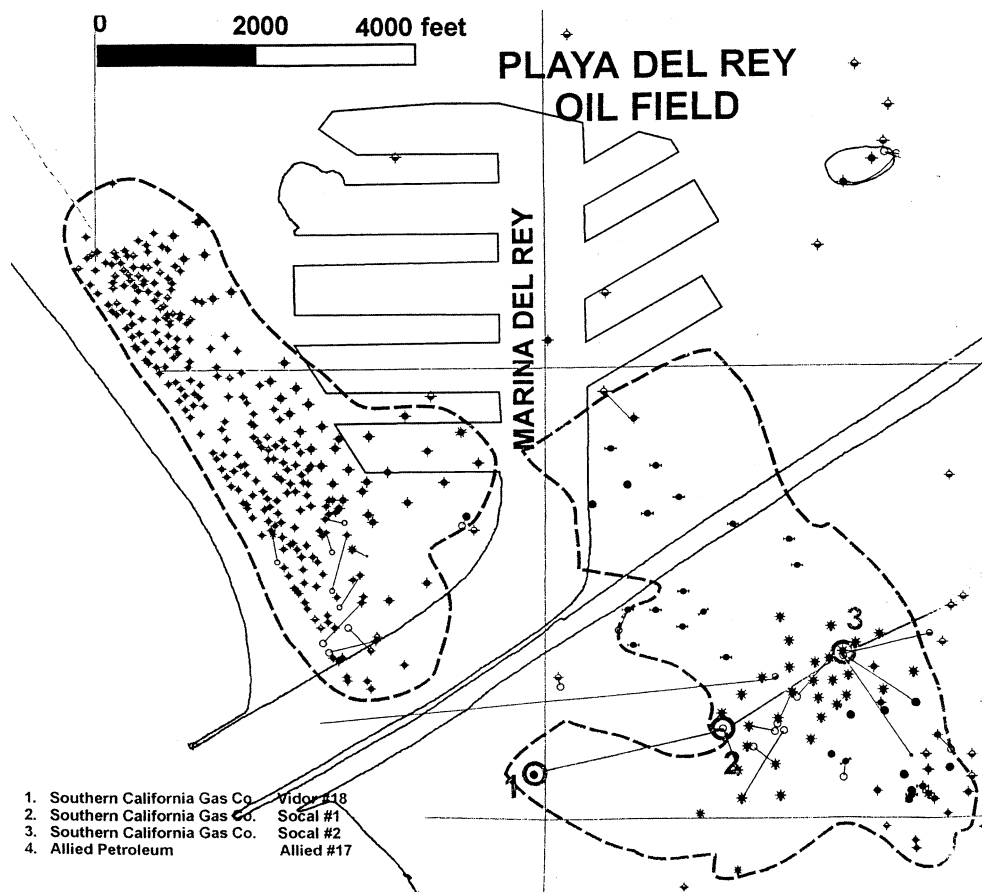 0 2000 4000 feet
PLAYA DEL REY
OIL FIELD
MARINA DEL REY
3
2
1
1. Southern California Gas Co. Vidor #18
2. Southern California Gas Co. Socal #1
3. Southern California Gas Co. Socal #2
4. Allied Petroleum Allied #17